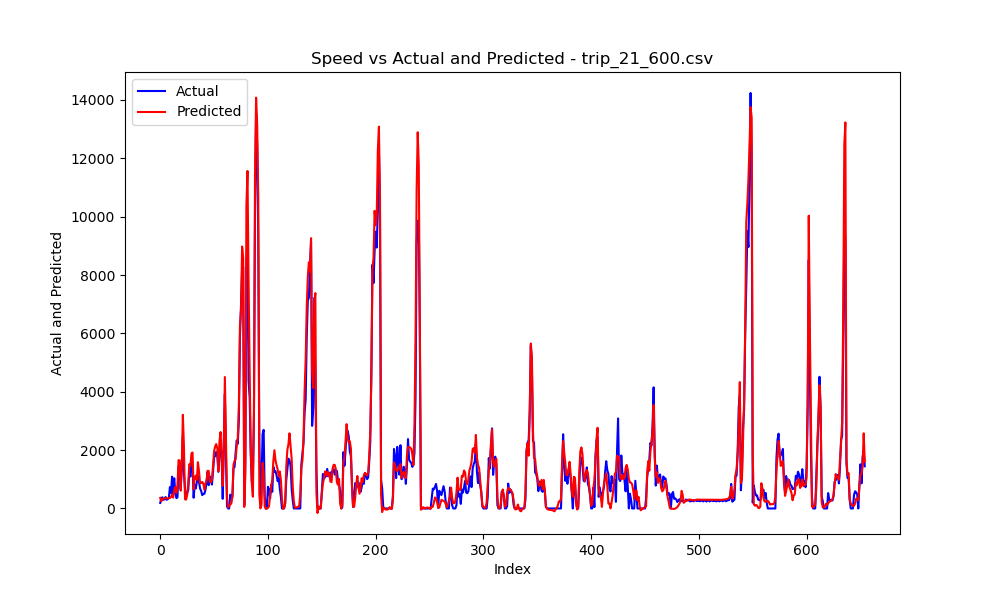 Speed vs Actual and Predicted - trip_21_600.csv
Actual
Predicted
Actual and Predicted
14000
12000
10000
8000
6000
4000
2000
0
0 100 200 300 400 500 600
Index